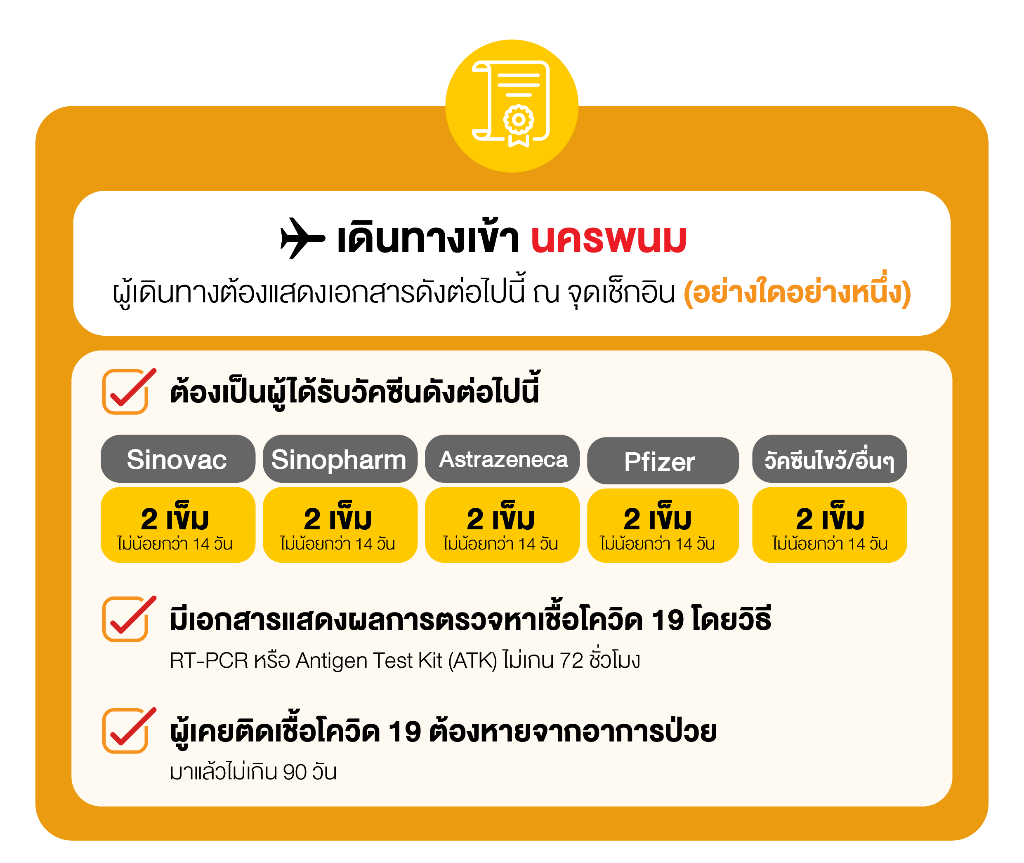 เดินทางเข้า นครพนม
ผู้เดินทางต้องแสดงเอกสารดังต่อไปนี้ ณ จุดเช็กอิน (อย่างใดอย่างหนึ่ง)
ต้องเป็นผู้ได้รับวัคซีนดังต่อไปนี้
Sinovac Sinopharm Astrazeneca Pfizer วัคซีนไขว้/อื่นๆ
2 เข็ม 2 เข็ม 2 เข็ม 2 เข็ม 2 เข็ม
ไม่น้อยกว่า 14 วัน ไม่น้อยกว่า 14 วัน ไม่น้อยกว่า 14 วัน ไม่น้อยกว่า 14 วัน ไม่น้อยกว่า 14 วัน
มีเอกสารแสดงผลการตรวจหาเชื้อโควิด 19 โดยวิธี
RT-PCR หรือ Antigen Test Kit (ATK) ไม่เกน 72 ชั่วโมง
ผู้เคยติดเชื้อโควิด 19 ต้องหายจากอาการป่วย
มาแล้วไม่เกิน 90 วัน